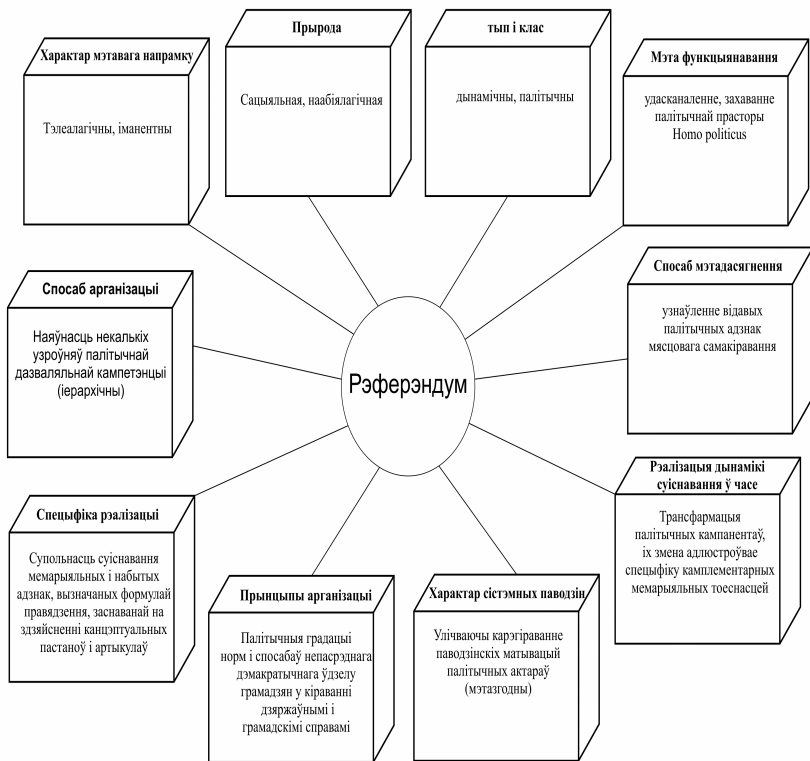 Характар мэтавага напрамку
Тэлеалагічны, іманентны
Прырода
Сацыяльная, наабіялагічная
тып і клас
дынамічны, палітычны
Мэта функцыянавання
удасканаленне, захаванне
палітычнай прасторы
Homo politicus
Спосаб арганізацыі
Наяўнасць некалькіх
узроўняў палітычнай
дазваляльнай кампетэнцыі
(іерархічны)
Рэферэндум
Спосаб мэтадасягнення
узнаўленне відавых
палітычных адзнак
мясцовага самакіравання
Спецыфіка рэалізацыі
Супольнасць суіснавання
мемарыяльных і набытых
адзнак, вызначаных формулай
правядзення, заснаванай на
здзяйсненні канцэптуальных
пастаноў і артыкулаў
Прынцыпы арганізацыі
Палітычныя градацыі
норм і спосабаў непасрэднага
дэмакратычнага ўдзелу
грамадзян у кіраванні
дзяржаўнымі і
грамадскімі справамі
Характар сістэмных паводзін
Улічваючы карэгіраванне
паводзінскіх матывацый
палітычных актараў
(мэтазгодны)
Рэалізацыя дынамікі
суіснавання ў часе
Трансфармацыя
палітычных кампанентаў,
іх змена адлюстроўвае
спецыфіку камплементарных
мемарыяльных тоеснасцей